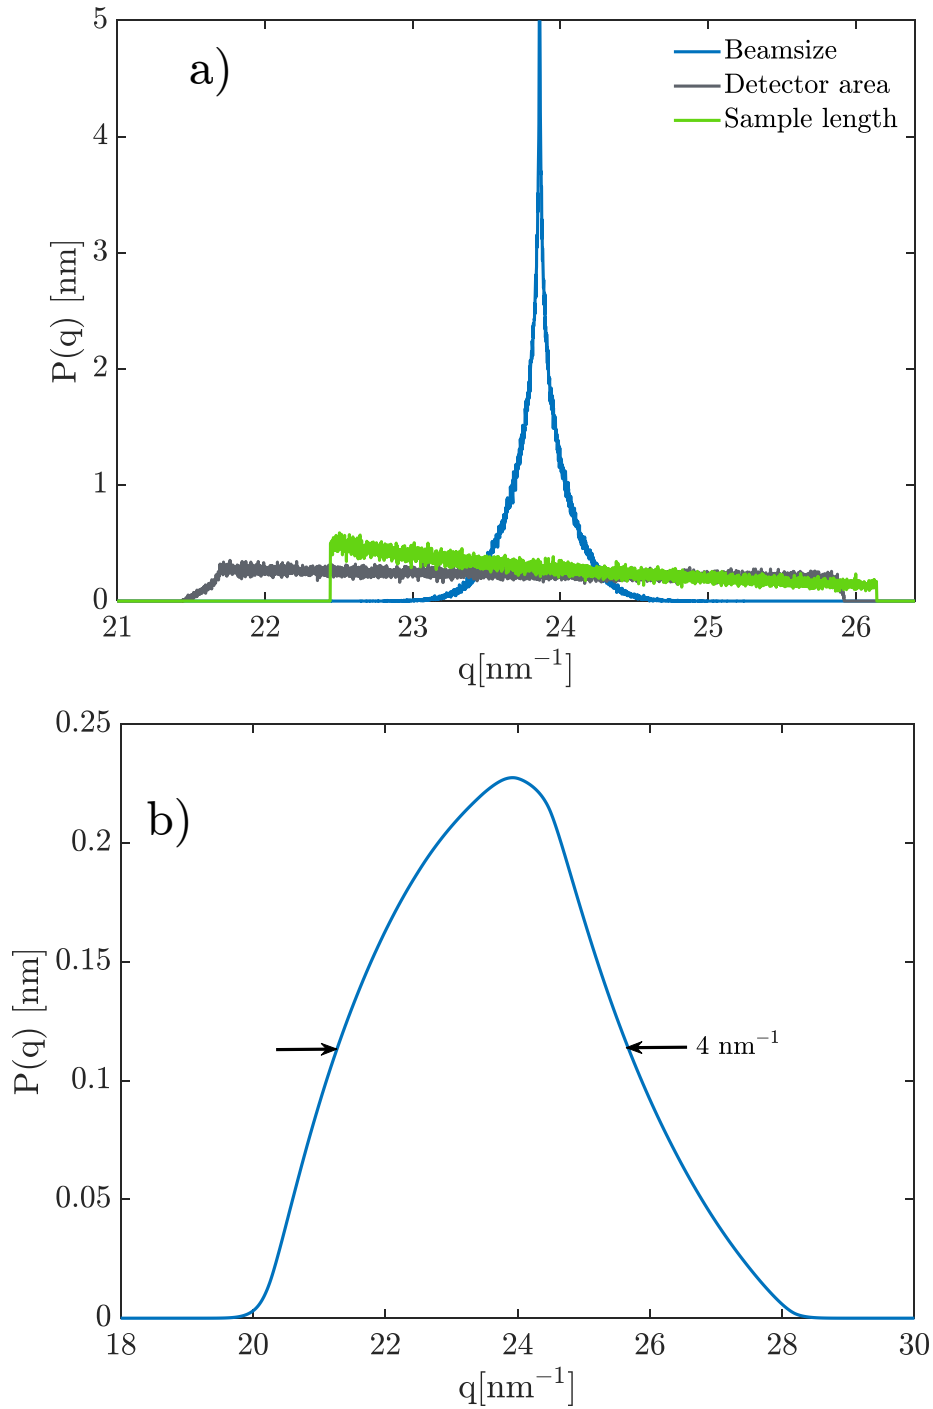 a)
Beamsize
Detector area
Sample length
P(q) [nm]
5
4
3
2
1
0
21 22 23 24 25 26
q[nm⁻¹]
b)
P(q) [nm]
0.25
0.2
0.15
0.1
0.05
0
4 nm⁻¹
18 20 22 24 26 28 30
q[nm⁻¹]